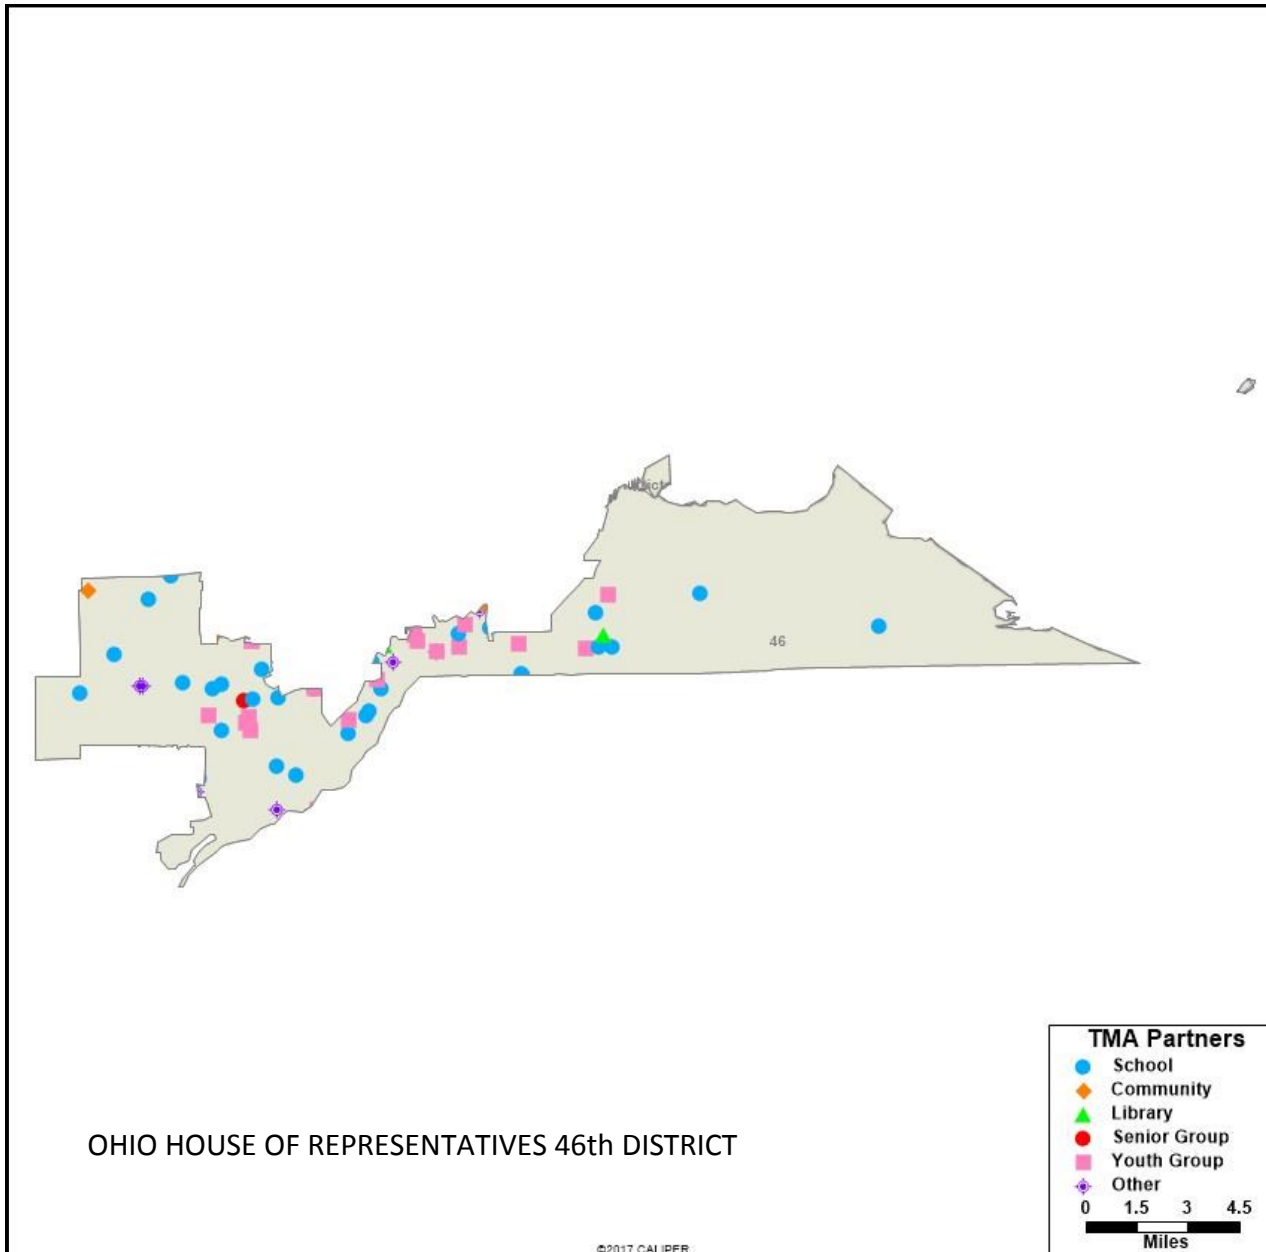 46
TMA Partners
School
Community
Library
Senior Group
Youth Group
Other
0 1.5 3 4.5
Miles
OHIO HOUSE OF REPRESENTATIVES 46th DISTRICT
©2017 CALIPER